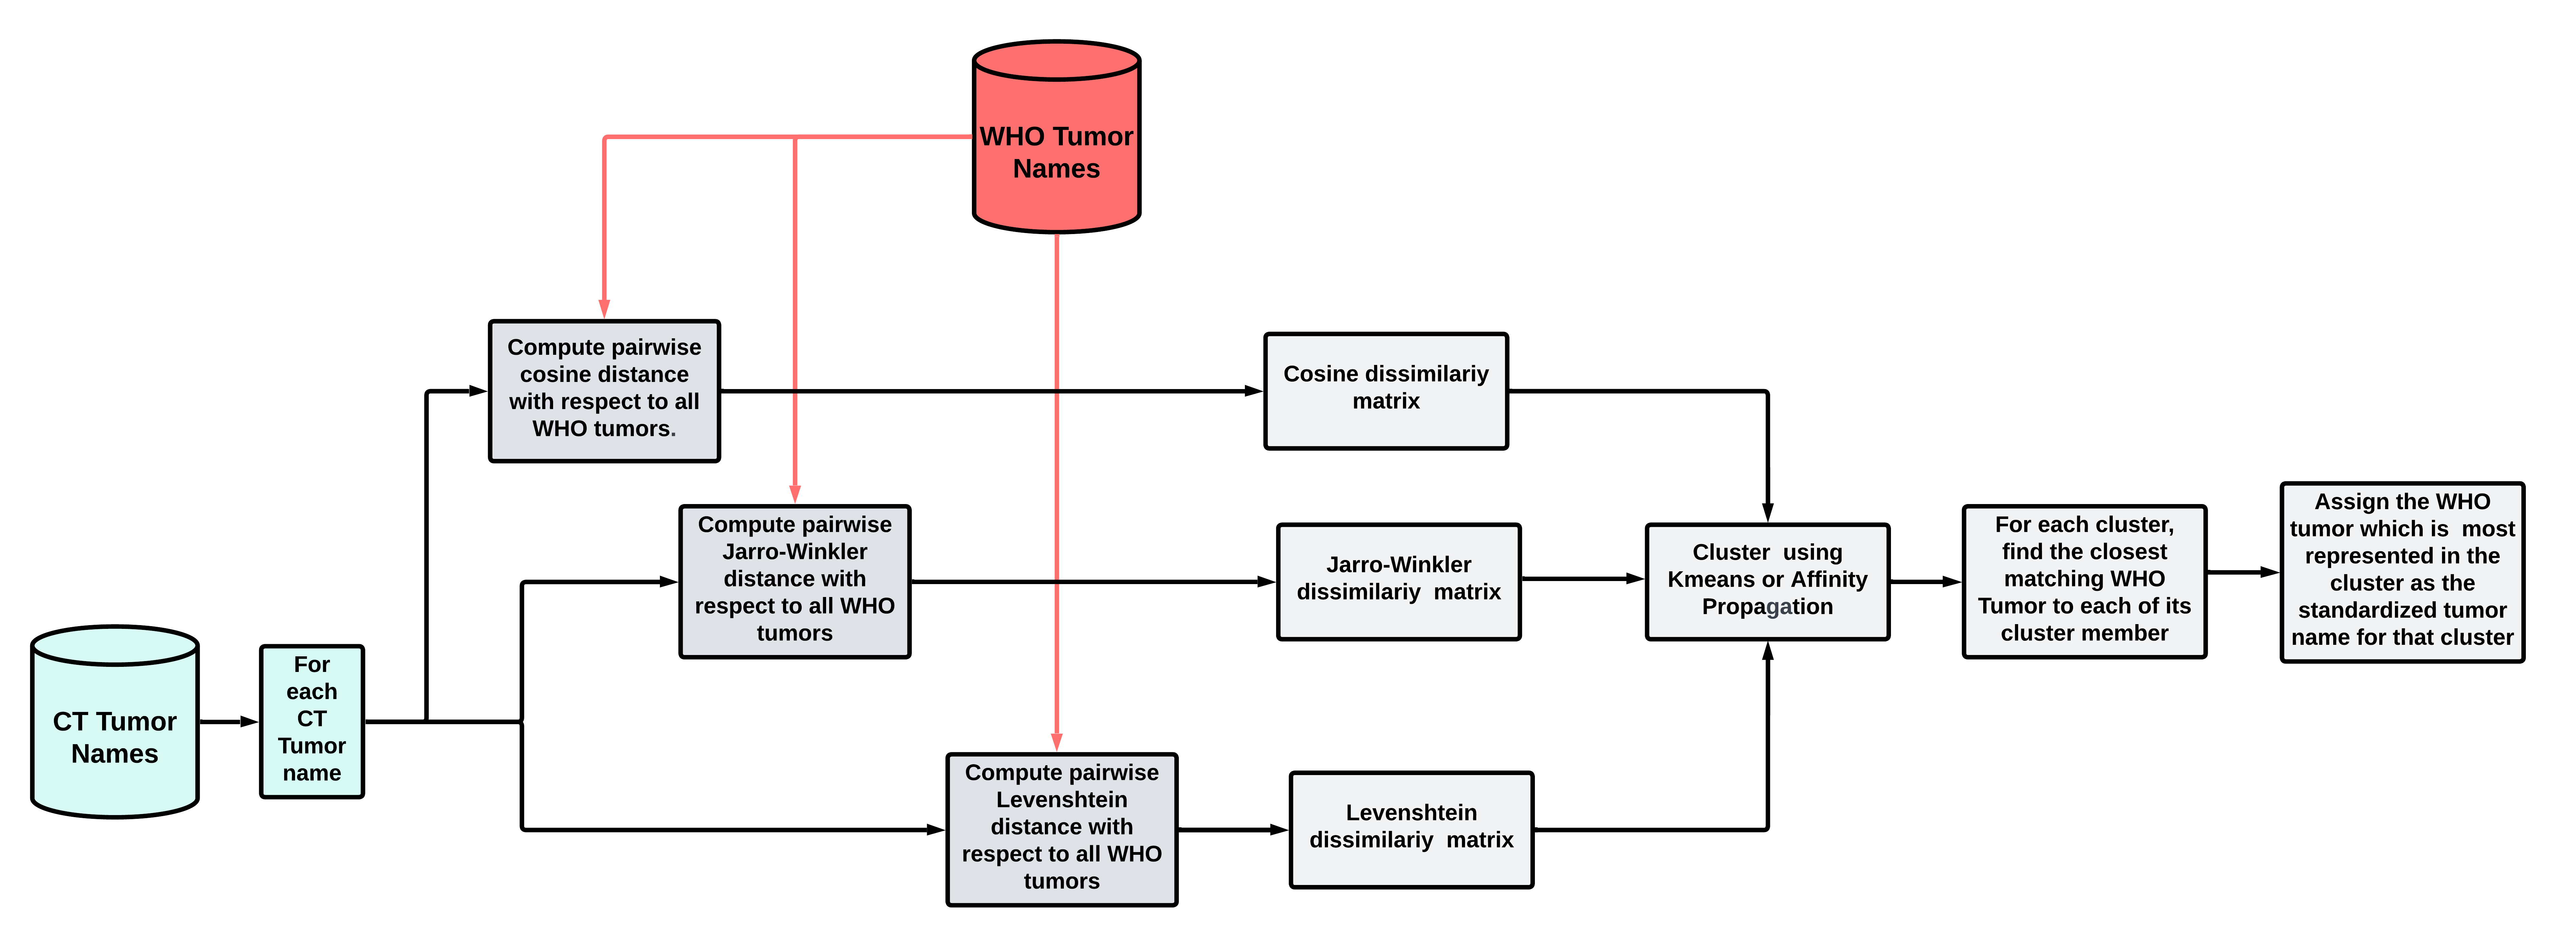 WHO Tumor
Names
Compute pairwise
cosine distance
with respect to all
WHO tumors.
Cosine dissimilariy
matrix
Compute pairwise
Jarro-Winkler
distance with
respect to all WHO
tumors
Jarro-Winkler
dissimilariy matrix
Cluster using
Kmeans or Affinity
Propagation
For each cluster,
find the closest
matching WHO
Tumor to each of its
cluster member
Assign the WHO
tumor which is most
represented in the
cluster as the
standardized tumor
name for that cluster
CT Tumor
Names
For
each
CT
Tumor
name
Compute pairwise
Levenshtein
distance with
respect to all WHO
tumors
Levenshtein
dissimilariy matrix